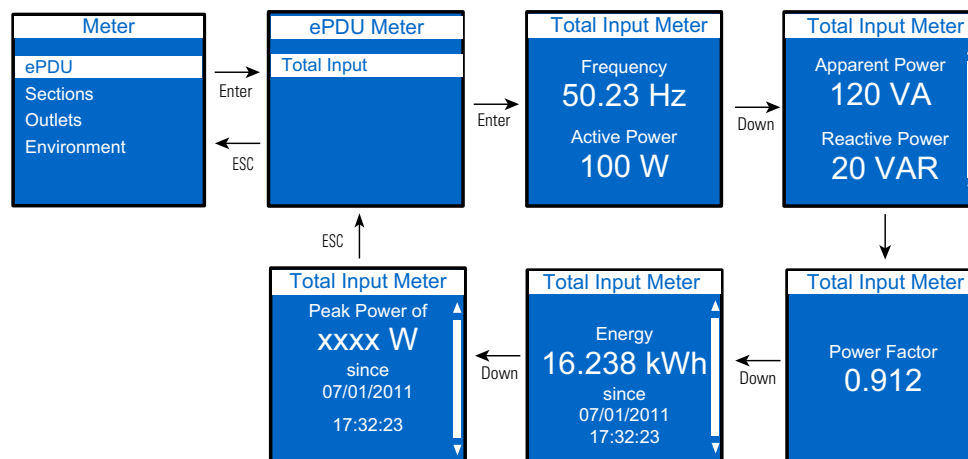 Meter
ePDU
Sections
Outlets
Environment
Enter
ESC
ePDU Meter
Total Input
Enter
Total Input Meter
Frequency
50.23 Hz
Active Power
100 W
Down
Total Input Meter
Apparent Power
120 VA
Reactive Power
20 VAR
ESC
Total Input Meter
Peak Power of
xxxx W
since
07/01/2011
17:32:23
Down
Total Input Meter
Energy
16.238 kWh
since
07/01/2011
17:32:23
Down
Total Input Meter
Power Factor
0.912